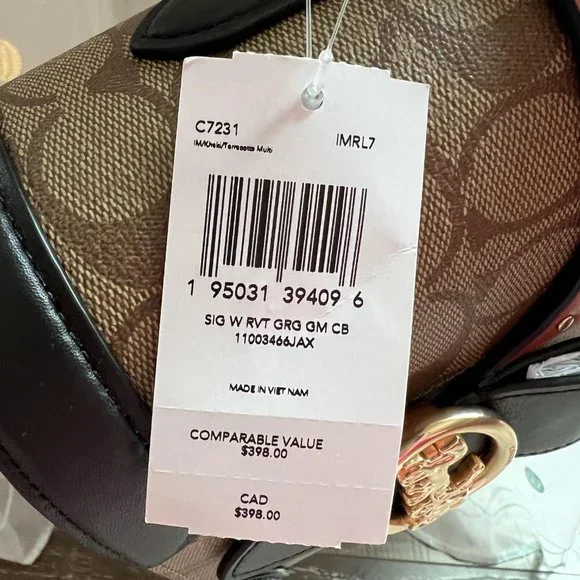 C7231
IMRL7
IM/Khaki/Terracotta Multi
1 95031 39409 6
SIG W RVT GRG GM CB
11003466JAX
MADE IN VIET NAM
COMPARABLE VALUE
$398.00
CAD
$398.00